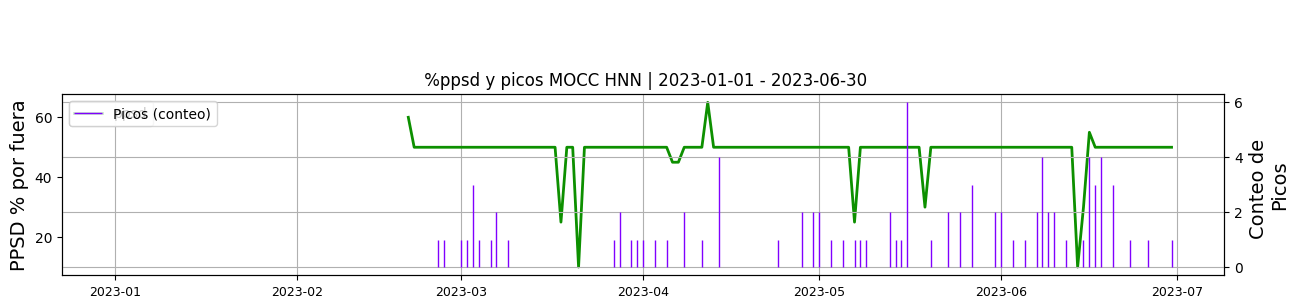 %ppsd y picos MOCC HNN | 2023-01-01 - 2023-06-30
PPSD % por fuera
60
40
20
Picos (conteo)
6
4
2
0
Conteo de
Picos
2023-01
2023-02
2023-03
2023-04
2023-05
2023-06
2023-07